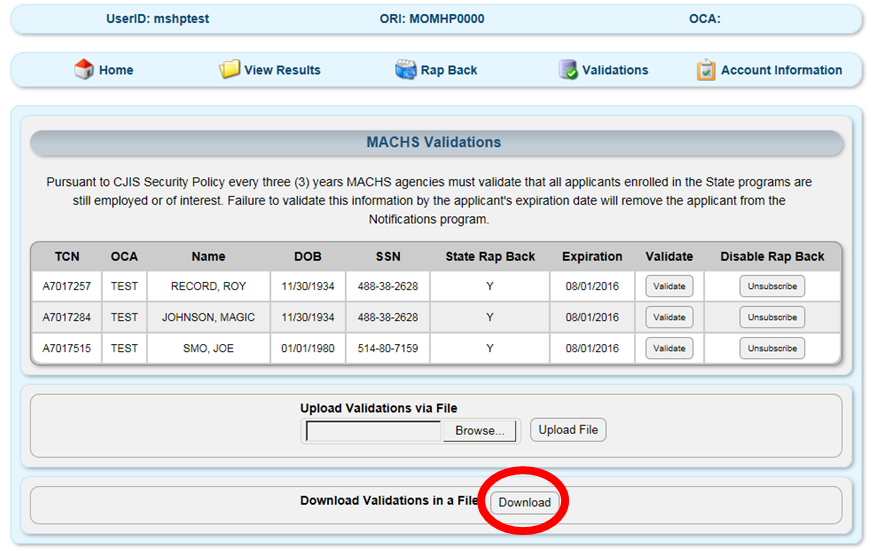 UserID: mshptest ORI: MOMHP0000 OCA:
Home View Results Rap Back Validations Account Information
MACHS Validations
Pursuant to CJIS Security Policy every three (3) years MACHS agencies must validate that all applicants enrolled in the State programs are
still employed or of interest. Failure to validate this information by the applicant's expiration date will remove the applicant from the
Notifications program.
TCN OCA Name DOB SSN State Rap Back Expiration Validate Disable Rap Back
A7017257 TEST RECORD, ROY 11/30/1934 488-38-2628 Y 08/01/2016 Validate Unsubscribe
A7017284 TEST JOHNSON, MAGIC 11/30/1934 488-38-2628 Y 08/01/2016 Validate Unsubscribe
A7017515 TEST SMO, JOE 01/01/1980 514-80-7159 Y 08/01/2016 Validate Unsubscribe
Upload Validations via File
Browse... Upload File
Download Validations in a File Download